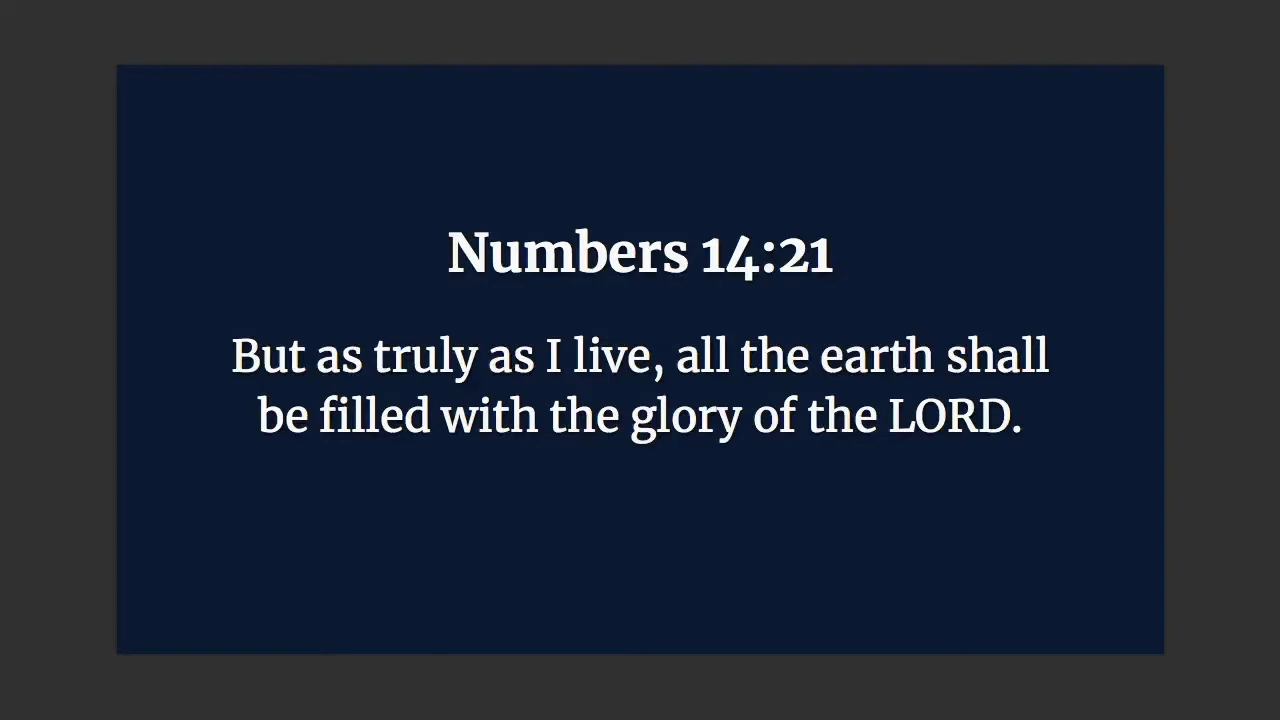 Numbers 14:21
But as truly as I live, all the earth shall
be filled with the glory of the LORD.